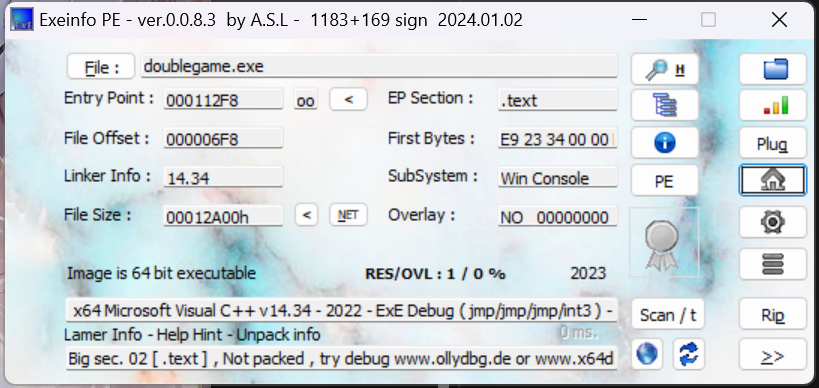 Exeinfo PE - ver.0.0.8.3 by A.S.L - 1183+169 sign 2024.01.02
File : doublegame.exe H
Entry Point : 000112F8 oo < EP Section : .text
File Offset : 000006F8 First Bytes : E9 23 34 00 00 Plug
Linker Info : 14.34 SubSystem : Win Console PE
File Size : 00012A00h < NET Overlay : NO 00000000
Image is 64 bit executable RES/OVL : 1 / 0 % 2023
x64 Microsoft Visual C++ v14.34 - 2022 - ExE Debug ( jmp/jmp/jmp/int3 ) - Scan / t Rip
Lamer Info - Help Hint - Unpack info 0 ms.
Big sec. 02 [ .text ] , Not packed , try debug www.ollydbg.de or www.x64d >>